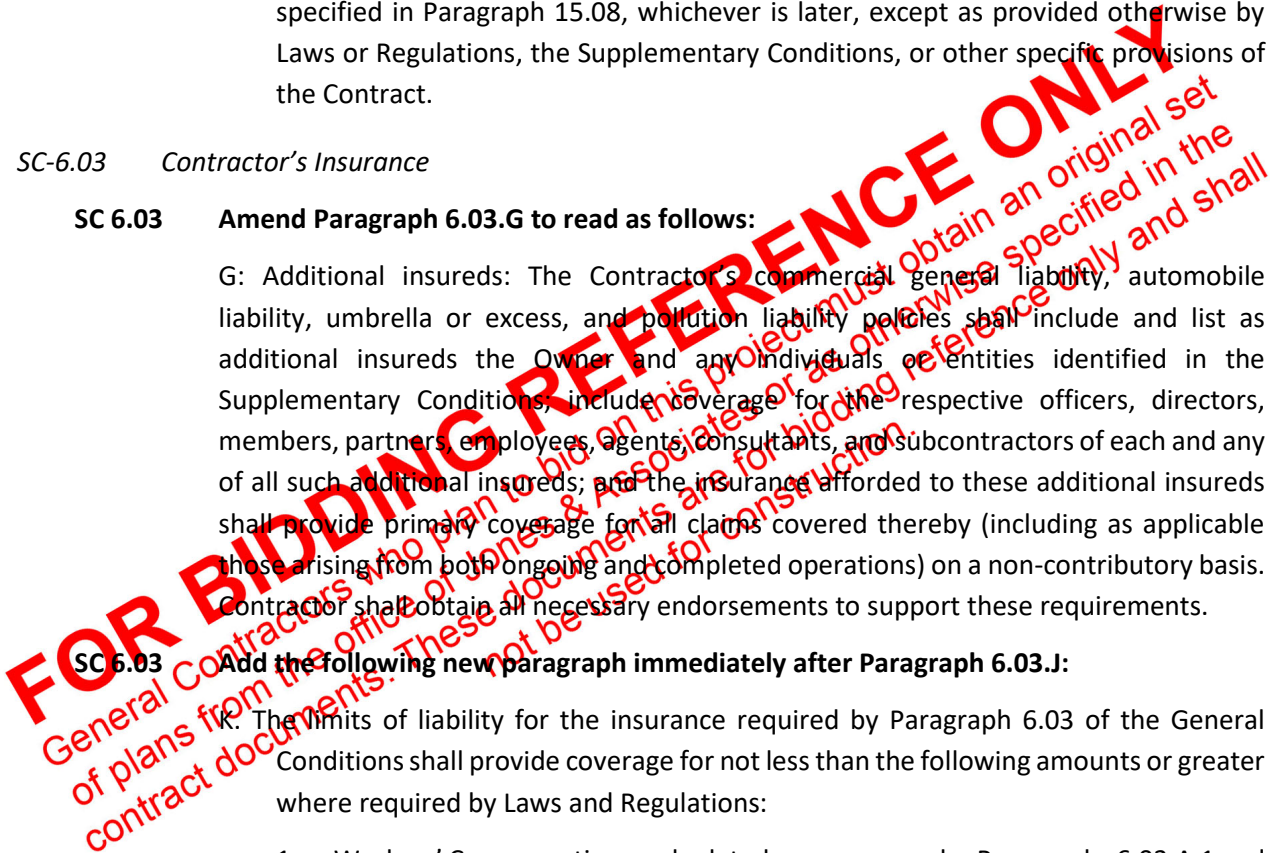 specified in Paragraph 15.08, whichever is later, except as provided otherwise by
Laws or Regulations, the Supplementary Conditions, or other specific provisions of
the Contract.
SC-6.03 Contractor's Insurance
SC 6.03 Amend Paragraph 6.03.G to read as follows:
G: Additional insureds: The Contractor's commercial general liability, automobile
liability, umbrella or excess, and pollution liability policies shall include and list as
additional insureds the Owner and any individuals or entities identified in the
Supplementary Conditions; include coverage for the respective officers, directors,
members, partners, employees, agents, consultants, and subcontractors of each and any
of all such additional insureds; and the insurance afforded to these additional insureds
shall provide primary coverage for all claims covered thereby (including as applicable
those arising from both ongoing and completed operations) on a non-contributory basis.
Contractor shall obtain all necessary endorsements to support these requirements.
SC 6.03 Add the following new paragraph immediately after Paragraph 6.03.J:
K. The limits of liability for the insurance required by Paragraph 6.03 of the General
Conditions shall provide coverage for not less than the following amounts or greater
where required by Laws and Regulations:
FOR BIDDING REFERENCE ONLY
General Contractors who plan to bid on this project must obtain an original set
of plans from the office of Jones & Associates or as otherwise specified in the
contract documents. These documents are for bidding reference only and shall
not be used for construction.